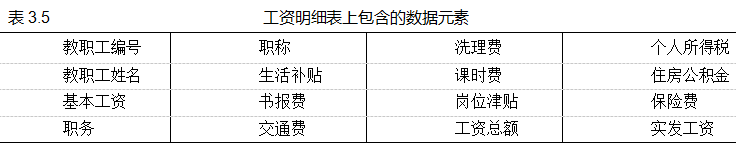 表 3.5 工资明细表上包含的数据元素
教职工编号 职称 洗理费 个人所得税
教职工姓名 生活补贴 课时费 住房公积金
基本工资 书报费 岗位津贴 保险费
职务 交通费 工资总额 实发工资